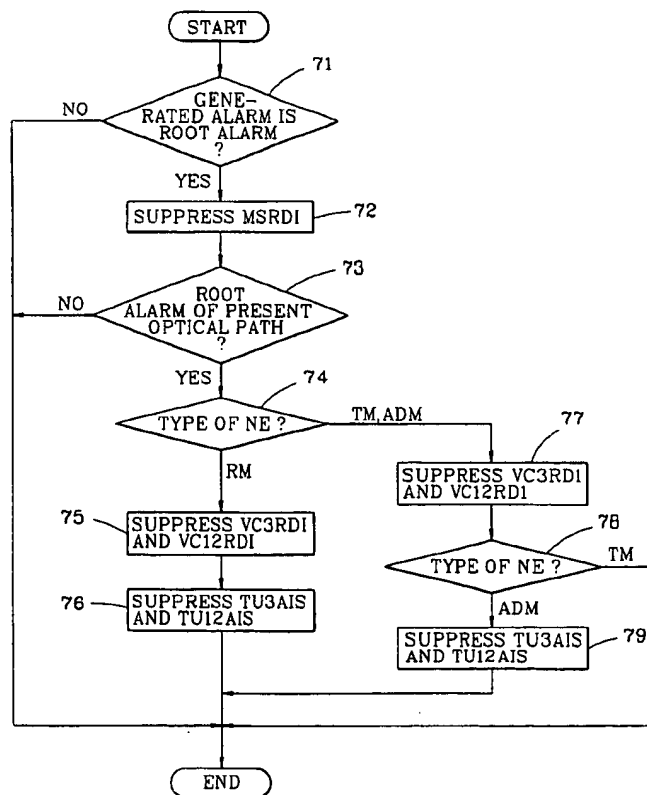 START
71
GENE-
RATED ALARM IS
ROOT ALARM
?
NO
YES
SUPPRESS MSRDI
72
73
ROOT
ALARM OF PRESENT
OPTICAL PATH
?
NO
YES
74
TYPE OF NE ?
TM,ADM
RM
77
SUPPRESS VC3RDI
AND VC12RDI
75
SUPPRESS VC3RDI
AND VC12RDI
78
TYPE OF NE ?
TM
ADM
76
SUPPRESS TU3AIS
AND TU12AIS
SUPPRESS TU3AIS
AND TU12AIS
79
END